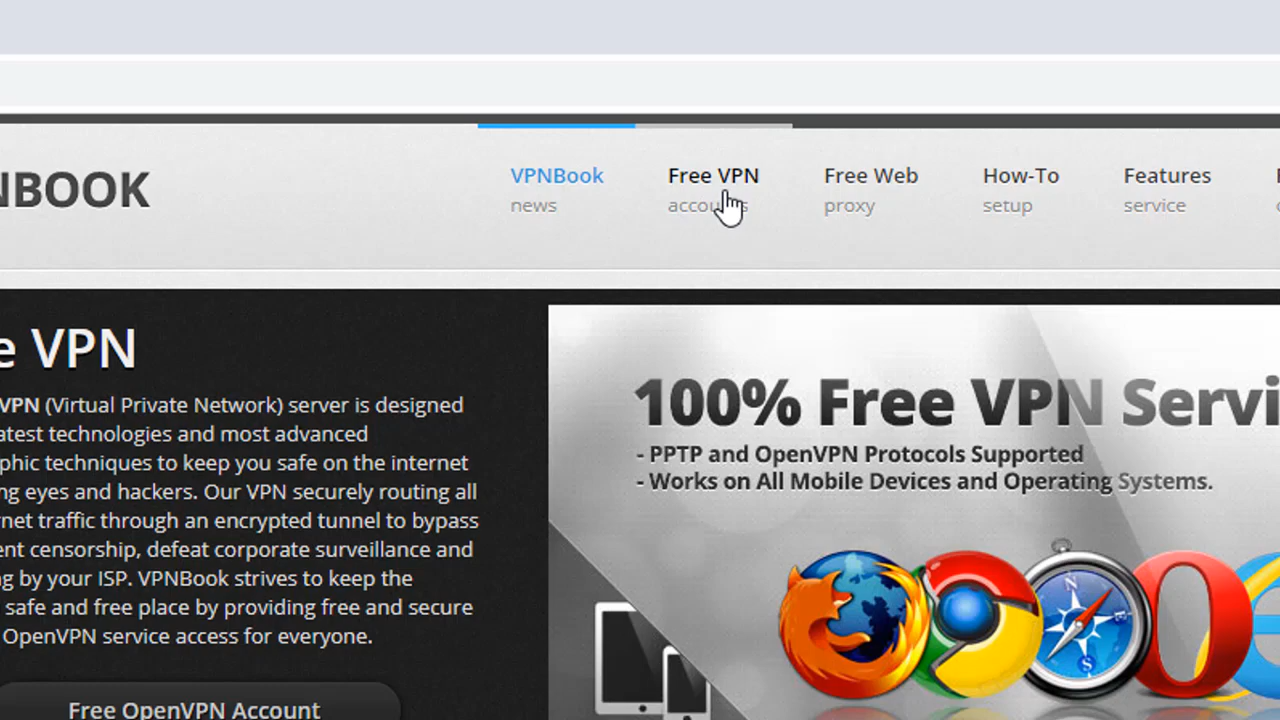 NBOOK
VPNBook
news
Free VPN
accounts
Free Web
proxy
How-To
setup
Features
service
e VPN
VPN (Virtual Private Network) server is designed
atest technologies and most advanced
phic techniques to keep you safe on the internet
ng eyes and hackers. Our VPN securely routing all
rnet traffic through an encrypted tunnel to bypass
ent censorship, defeat corporate surveillance and
ng by your ISP. VPNBook strives to keep the
safe and free place by providing free and secure
OpenVPN service access for everyone.
Free OpenVPN Account
100% Free VPN Servi
- PPTP and OpenVPN Protocols Supported
- Works on All Mobile Devices and Operating Systems.
N
E
S